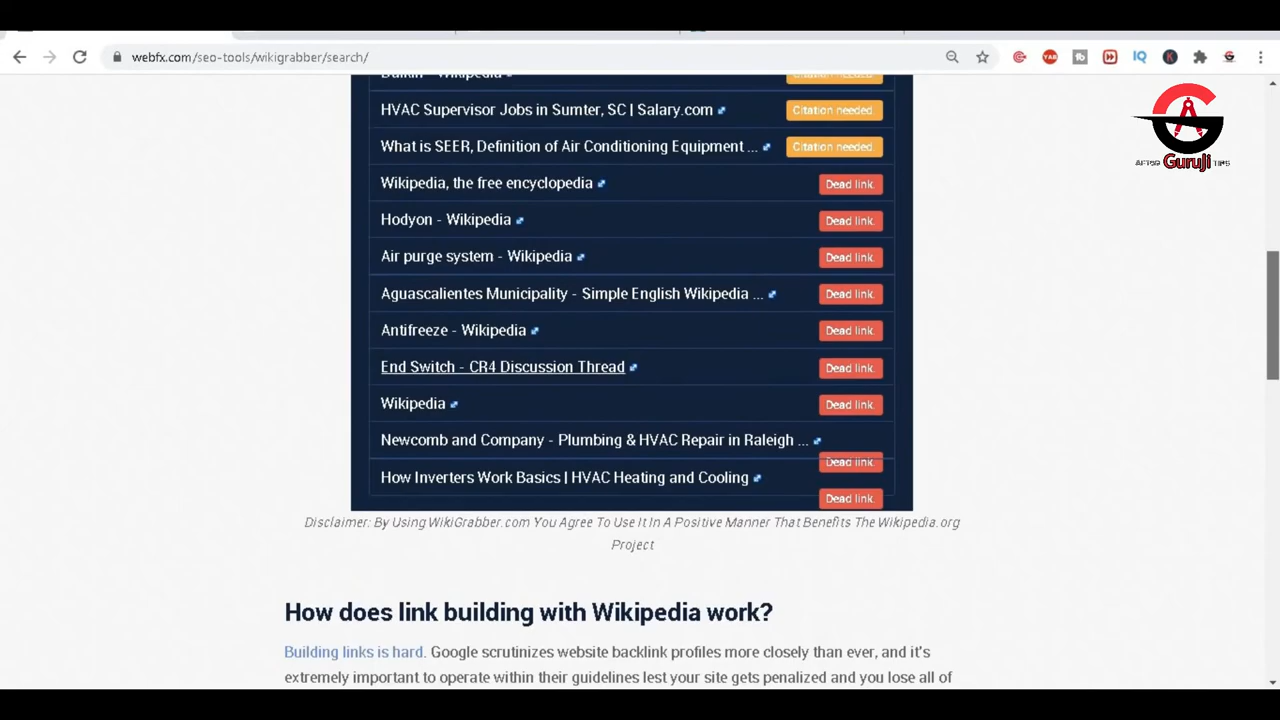 webfx.com/seo-tools/wikigrabber/search/
Daikin - Wikipedia Citation needed.
HVAC Supervisor Jobs in Sumter, SC | Salary.com Citation needed.
What is SEER, Definition of Air Conditioning Equipment ... Citation needed.
Wikipedia, the free encyclopedia Dead link.
Hodyon - Wikipedia Dead link.
Air purge system - Wikipedia Dead link.
Aguascalientes Municipality - Simple English Wikipedia ... Dead link.
Antifreeze - Wikipedia Dead link.
End Switch - CR4 Discussion Thread Dead link.
Wikipedia Dead link.
Newcomb and Company - Plumbing & HVAC Repair in Raleigh ...
Dead link.
How Inverters Work Basics | HVAC Heating and Cooling
Dead link.
Disclaimer: By Using WikiGrabber.com You Agree To Use It In A Positive Manner That Benefits The Wikipedia.org
Project
How does link building with Wikipedia work?
Building links is hard. Google scrutinizes website backlink profiles more closely than ever, and it's
extremely important to operate within their guidelines lest your site gets penalized and you lose all of
GuruJi TIPS